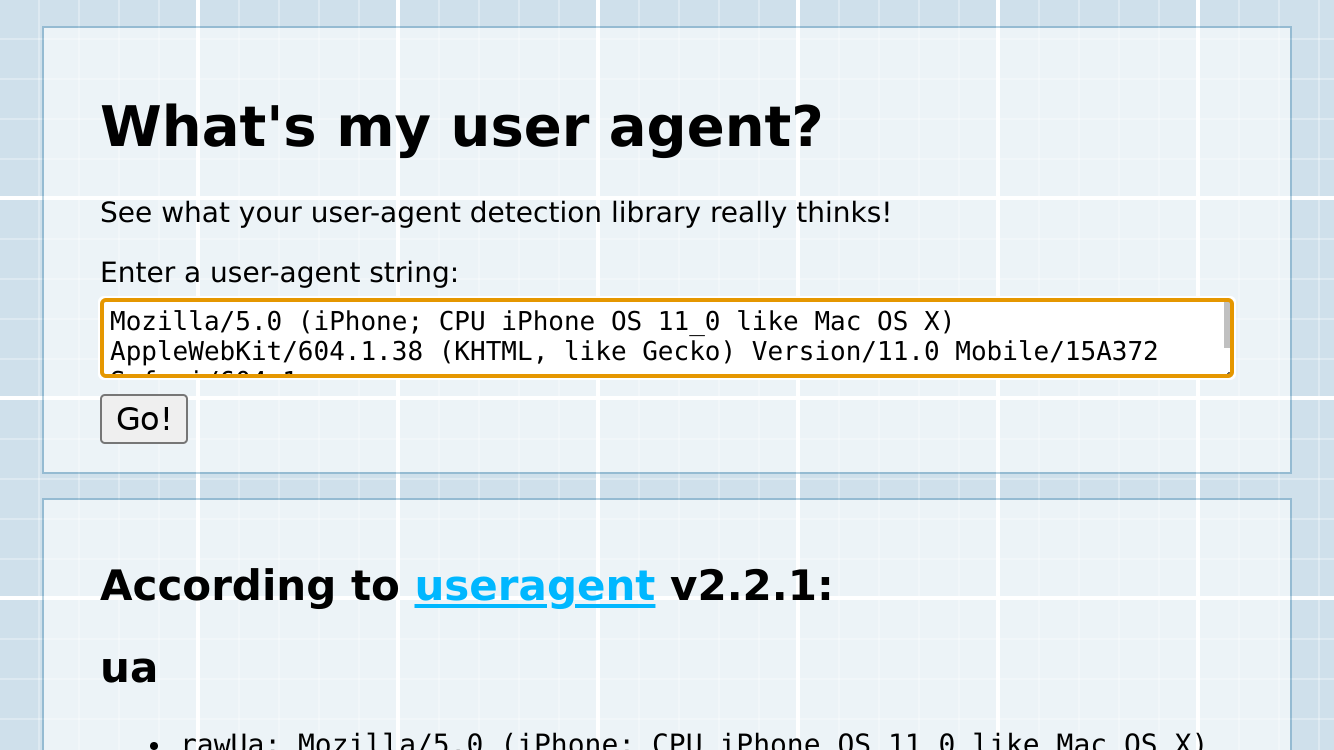 What's my user agent?
See what your user-agent detection library really thinks!
Enter a user-agent string:
Mozilla/5.0 (iPhone; CPU iPhone OS 11_0 like Mac OS X)
AppleWebKit/604.1.38 (KHTML, like Gecko) Version/11.0 Mobile/15A372
Go!
According to useragent v2.2.1:
ua
• rawUa: Mozilla/5.0 (iPhone; CPU iPhone OS 11_0 like Mac OS X)